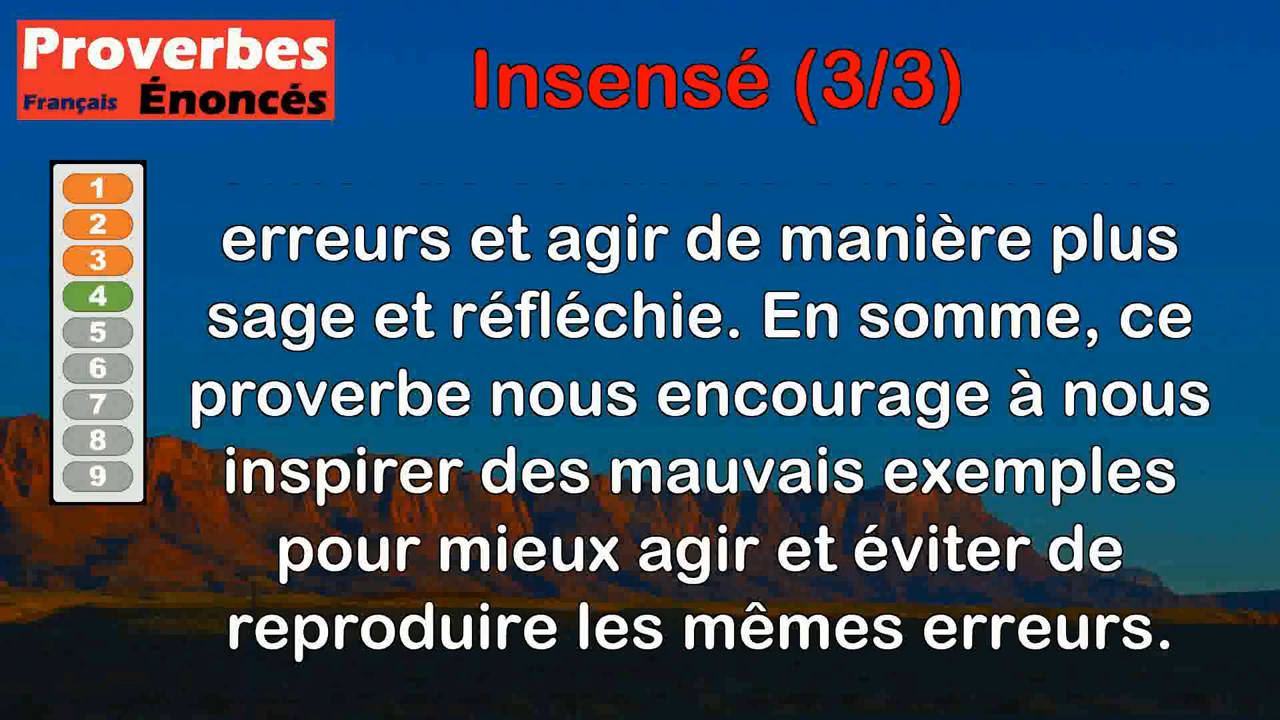 Proverbes
Français Énoncés
Insensé (3/3)
1
2
3
4
5
6
7
8
9
erreurs et agir de manière plus
sage et réfléchie. En somme, ce
proverbe nous encourage à nous
inspirer des mauvais exemples
pour mieux agir et éviter de
reproduire les mêmes erreurs.